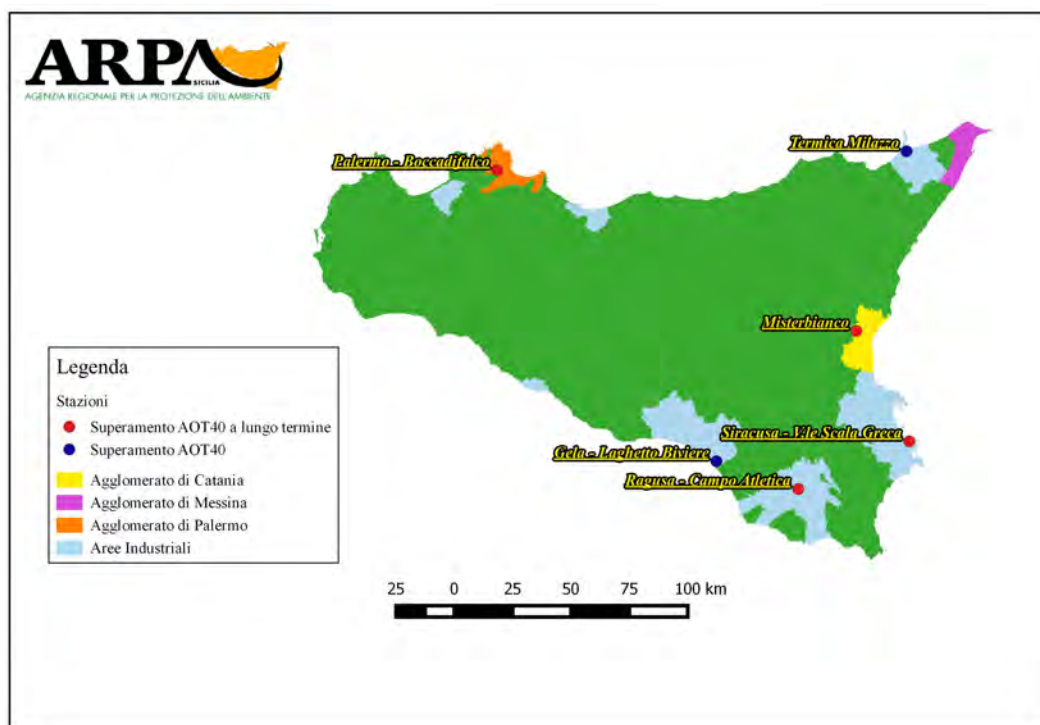 ARPA
SICILIA
AGENZIA REGIONALE PER LA PROTEZIONE DELL'AMBIENTE
Termica Milazzo
Palermo - Boccadifalco
Misterbianco
Siracusa - V.le Scala Greca
Gela - Laghetto Biviere
Ragusa - Campo Atletica
Legenda
Stazioni
Superamento AOT40 a lungo termine
Superamento AOT40
Agglomerato di Catania
Agglomerato di Messina
Agglomerato di Palermo
Aree Industriali
25 0 25 50 75 100 km